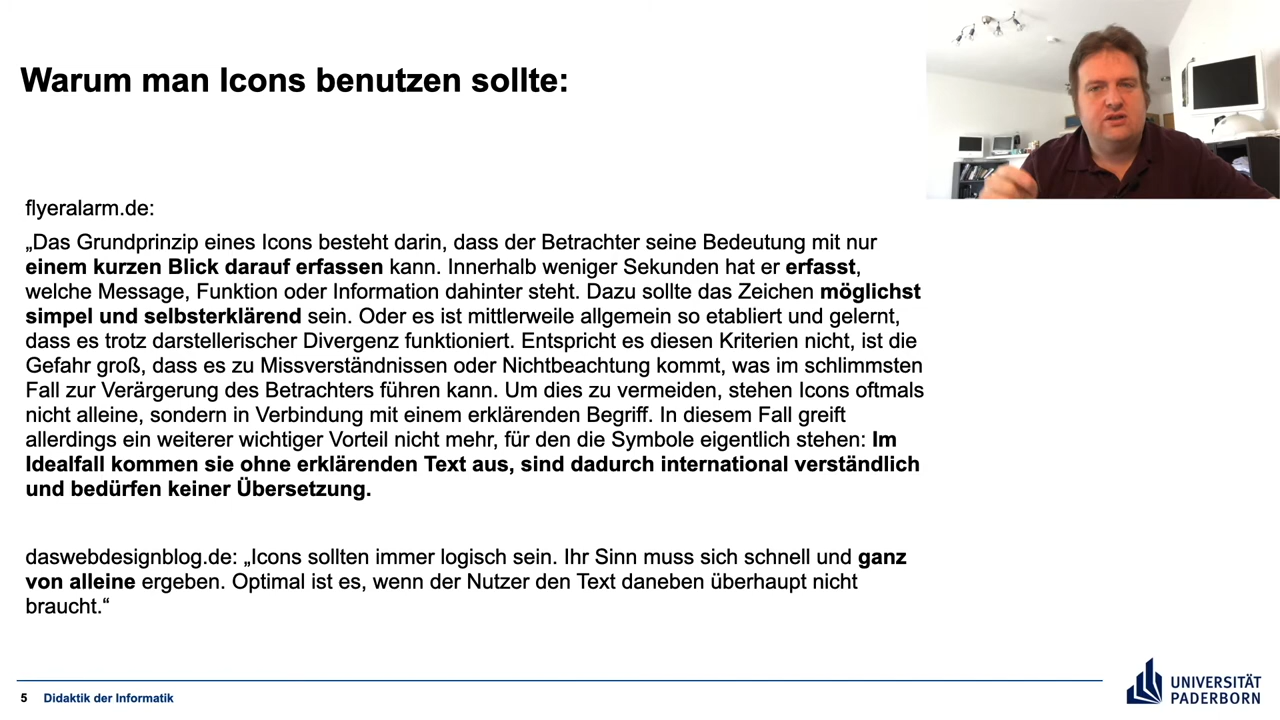 Warum man Icons benutzen sollte:
flyeralarm.de:
„Das Grundprinzip eines Icons besteht darin, dass der Betrachter seine Bedeutung mit nur
einem kurzen Blick darauf erfassen kann. Innerhalb weniger Sekunden hat er erfasst,
welche Message, Funktion oder Information dahinter steht. Dazu sollte das Zeichen möglichst
simpel und selbsterklärend sein. Oder es ist mittlerweile allgemein so etabliert und gelernt,
dass es trotz darstellerischer Divergenz funktioniert. Entspricht es diesen Kriterien nicht, ist die
Gefahr groß, dass es zu Missverständnissen oder Nichtbeachtung kommt, was im schlimmsten
Fall zur Verärgerung des Betrachters führen kann. Um dies zu vermeiden, stehen Icons oftmals
nicht alleine, sondern in Verbindung mit einem erklärenden Begriff. In diesem Fall greift
allerdings ein weiterer wichtiger Vorteil nicht mehr, für den die Symbole eigentlich stehen: Im
Idealfall kommen sie ohne erklärenden Text aus, sind dadurch international verständlich
und bedürfen keiner Übersetzung.
daswebdesignblog.de: „Icons sollten immer logisch sein. Ihr Sinn muss sich schnell und ganz
von alleine ergeben. Optimal ist es, wenn der Nutzer den Text daneben überhaupt nicht
braucht.“
5 Didaktik der Informatik
UNIVERSITÄT
PADERBORN